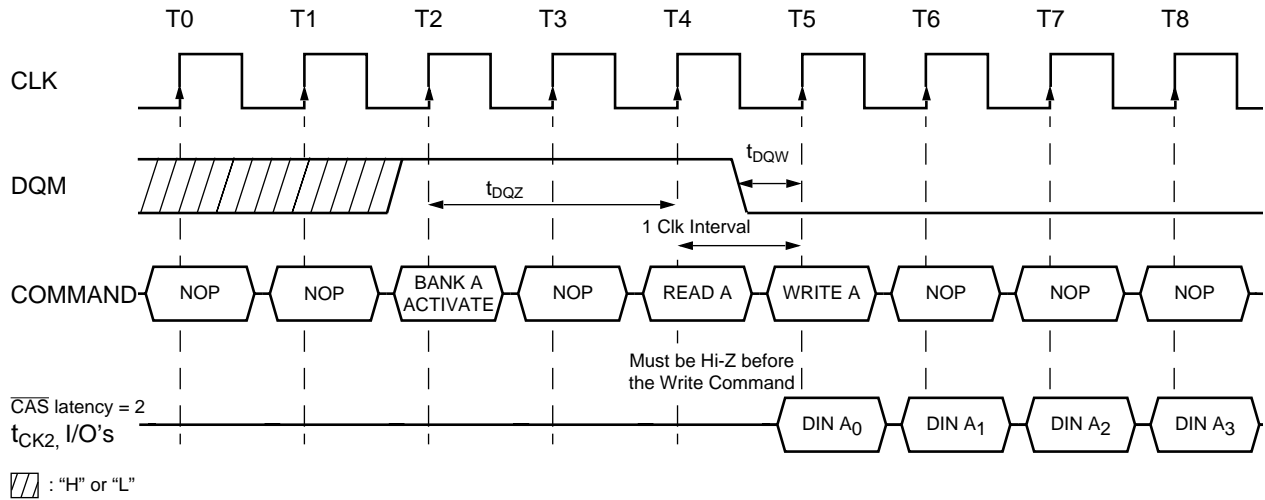 T0 T1 T2 T3 T4 T5 T6 T7 T8
CLK
tDQW
DQM
tDQZ
1 Clk Interval
COMMAND NOP NOP BANK A ACTIVATE NOP READ A WRITE A NOP NOP NOP
Must be Hi-Z before
the Write Command
CAS latency = 2
tCK2, I/O's DIN A0 DIN A1 DIN A2 DIN A3
: “H” or “L”